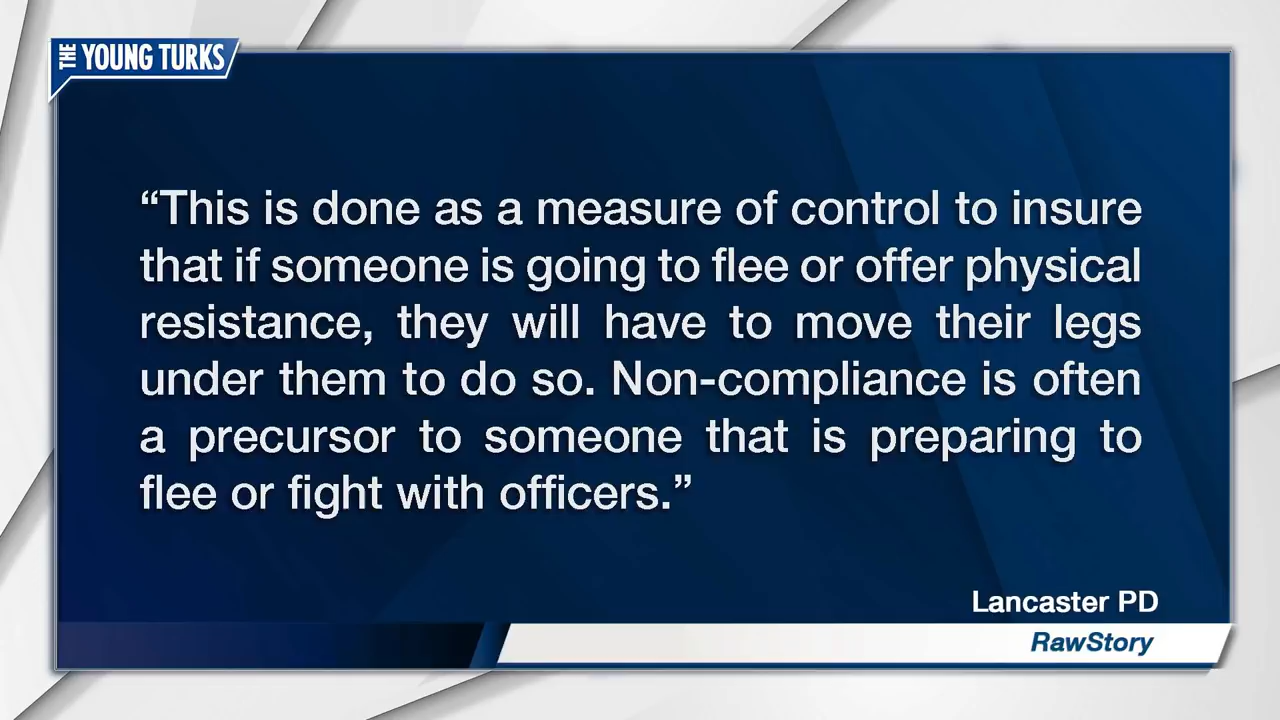 THE YOUNG TURKS
“This is done as a measure of control to insure
that if someone is going to flee or offer physical
resistance, they will have to move their legs
under them to do so. Non-compliance is often
a precursor to someone that is preparing to
flee or fight with officers.”
Lancaster PD
RawStory